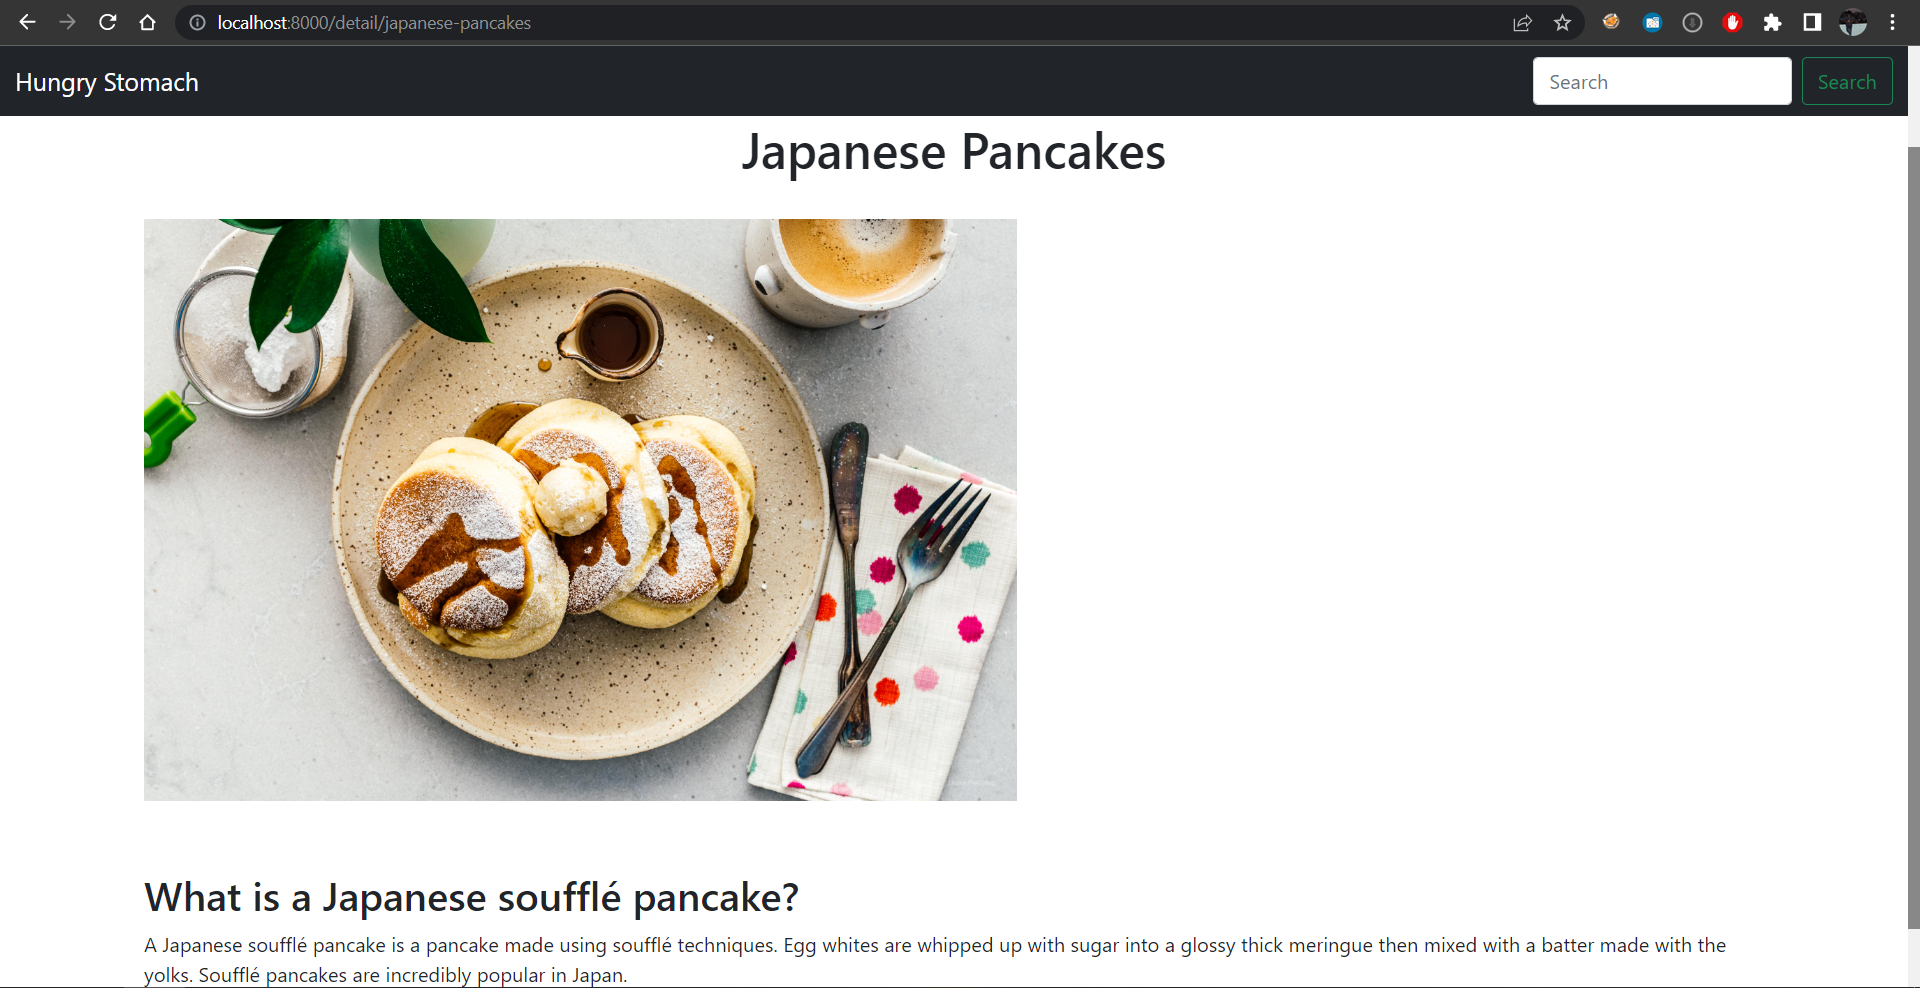 localhost:8000/detail/japanese-pancakes
Hungry Stomach
Search
Search
Japanese Pancakes
What is a Japanese soufflé pancake?
A Japanese soufflé pancake is a pancake made using soufflé techniques. Egg whites are whipped up with sugar into a glossy thick meringue then mixed with a batter made with the
yolks. Soufflé pancakes are incredibly popular in Japan.